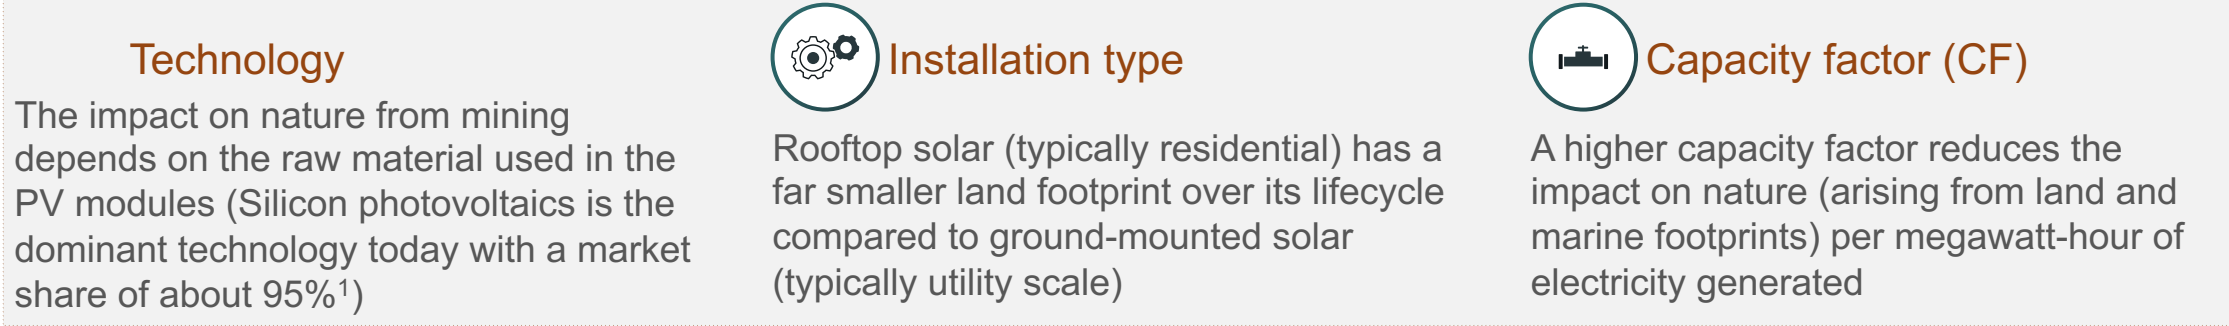 Technology
The impact on nature from mining
depends on the raw material used in the
PV modules (Silicon photovoltaics is the
dominant technology today with a market
share of about 95%¹)
Installation type
Rooftop solar (typically residential) has a
far smaller land footprint over its lifecycle
compared to ground-mounted solar
(typically utility scale)
Capacity factor (CF)
A higher capacity factor reduces the
impact on nature (arising from land and
marine footprints) per megawatt-hour of
electricity generated